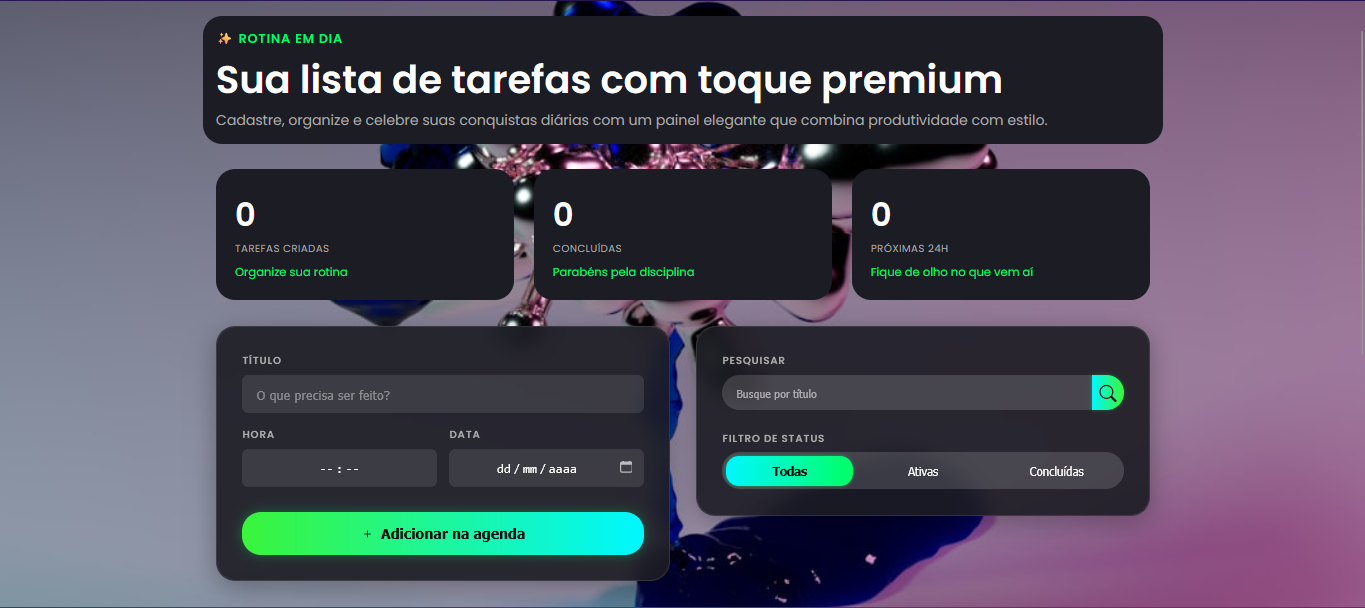 ✨ ROTINA EM DIA
Sua lista de tarefas com toque premium
Cadastre, organize e celebre suas conquistas diárias com um painel elegante que combina produtividade com estilo.
0
TAREFAS CRIADAS
Organize sua rotina
0
CONCLUÍDAS
Parabéns pela disciplina
0
PRÓXIMAS 24H
Fique de olho no que vem aí
TÍTULO
O que precisa ser feito?
HORA
DATA
--:--
dd/mm/aaaa
+ Adicionar na agenda
PESQUISAR
Busque por título
FILTRO DE STATUS
Todas
Ativas
Concluídas